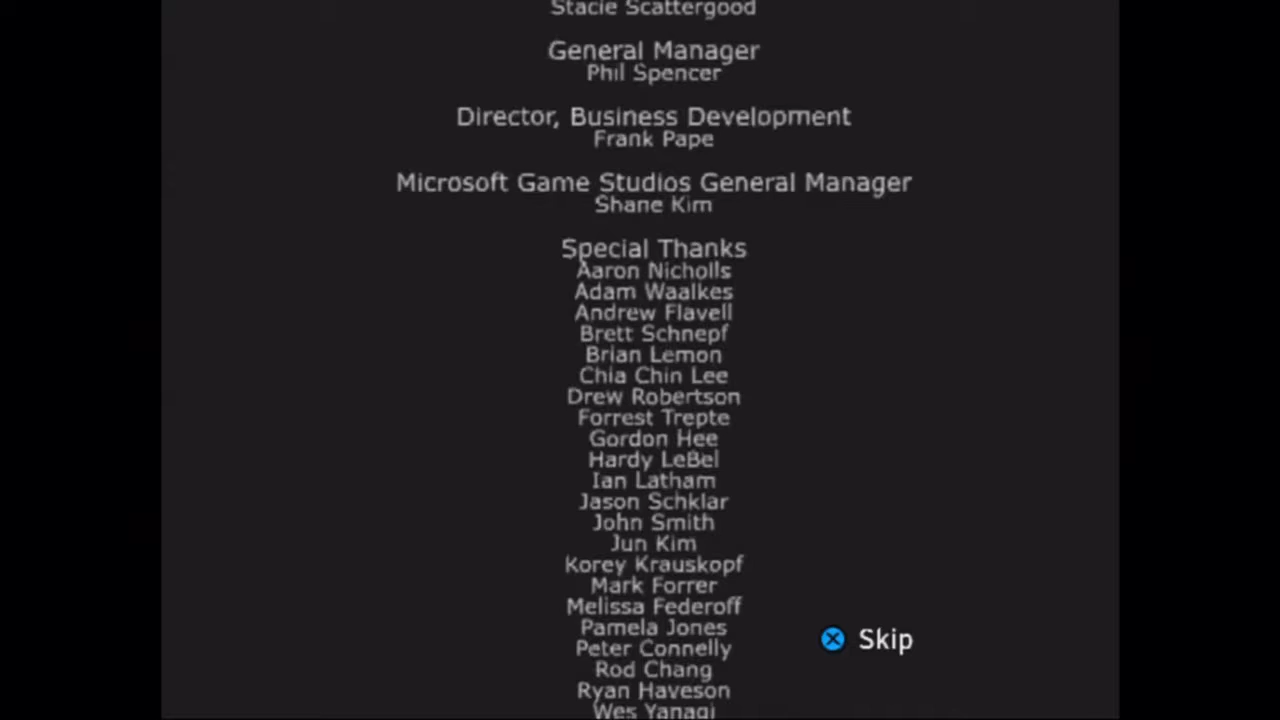 Stacie Scattergood
General Manager
Phil Spencer
Director, Business Development
Frank Pape
Microsoft Game Studios General Manager
Shane Kim
Special Thanks
Aaron Nicholls
Adam Waalkes
Andrew Flavell
Brett Schnepf
Brian Lemon
Chia Chin Lee
Drew Robertson
Forrest Trepte
Gordon Hee
Hardy LeBel
Ian Latham
Jason Schklar
John Smith
Jun Kim
Korey Krauskopf
Mark Forrer
Melissa Federoff
Pamela Jones
Peter Connelly
Skip
Rod Chang
Ryan Haveson
Wes Yanagi